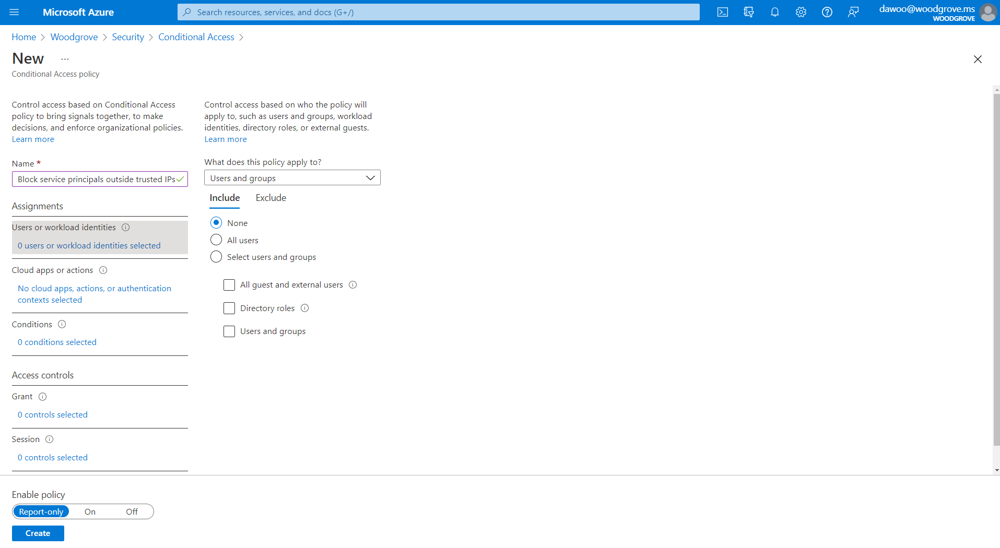 Microsoft Azure
Search resources, services, and docs (G+/)
dawoo@woodgrove.ms
WOODGROVE
Home > Woodgrove > Security > Conditional Access >
New ...
Conditional Access policy
Control access based on Conditional Access
policy to bring signals together, to make
decisions, and enforce organizational policies.
Learn more
Name *
Block service principals outside trusted IPs
Assignments
Users or workload identities
0 users or workload identities selected
Cloud apps or actions
No cloud apps, actions, or authentication
contexts selected
Conditions
0 conditions selected
Access controls
Grant
0 controls selected
Session
0 controls selected
Control access based on who the policy will
apply to, such as users and groups, workload
identities, directory roles, or external guests.
Learn more
What does this policy apply to?
Users and groups
Include Exclude
None
All users
Select users and groups
All guest and external users
Directory roles
Users and groups
Enable policy
Report-only On Off
Create